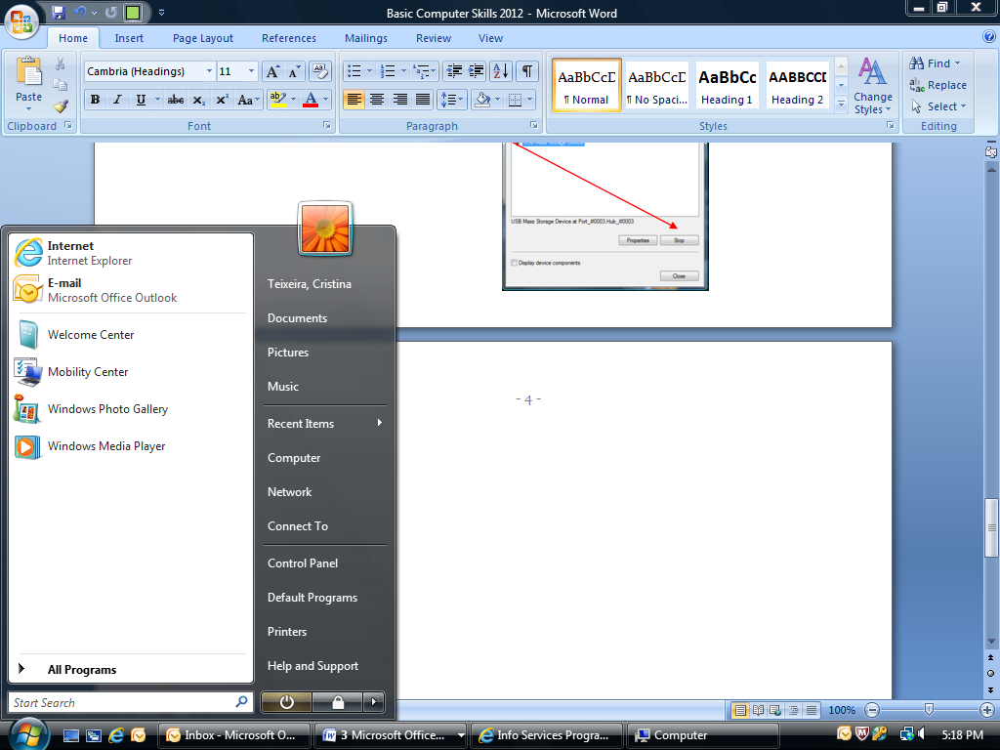 Basic Computer Skills 2012 - Microsoft Word
Home Insert Page Layout References Mailings Review View
Paste
Clipboard
Cambria (Headings) 11
Font
Paragraph
AaBbCcD AaBbCcD AaBbCc AABBCCI
¶ Normal ¶ No Spaci... Heading 1 Heading 2
Change
Styles
Styles
Find
Replace
Select
Editing
USB Mass Storage Device at Port_#0003.Hub_#0003
Properties Stop
Display device components
Close
- 4 -
Internet
Internet Explorer
E-mail
Microsoft Office Outlook
Welcome Center
Mobility Center
Windows Photo Gallery
Windows Media Player
All Programs
Start Search
Teixeira, Cristina
Documents
Pictures
Music
Recent Items
Computer
Network
Connect To
Control Panel
Default Programs
Printers
Help and Support
100%
Inbox - Microsoft O... 3 Microsoft Office... Info Services Progra... Computer 5:18 PM